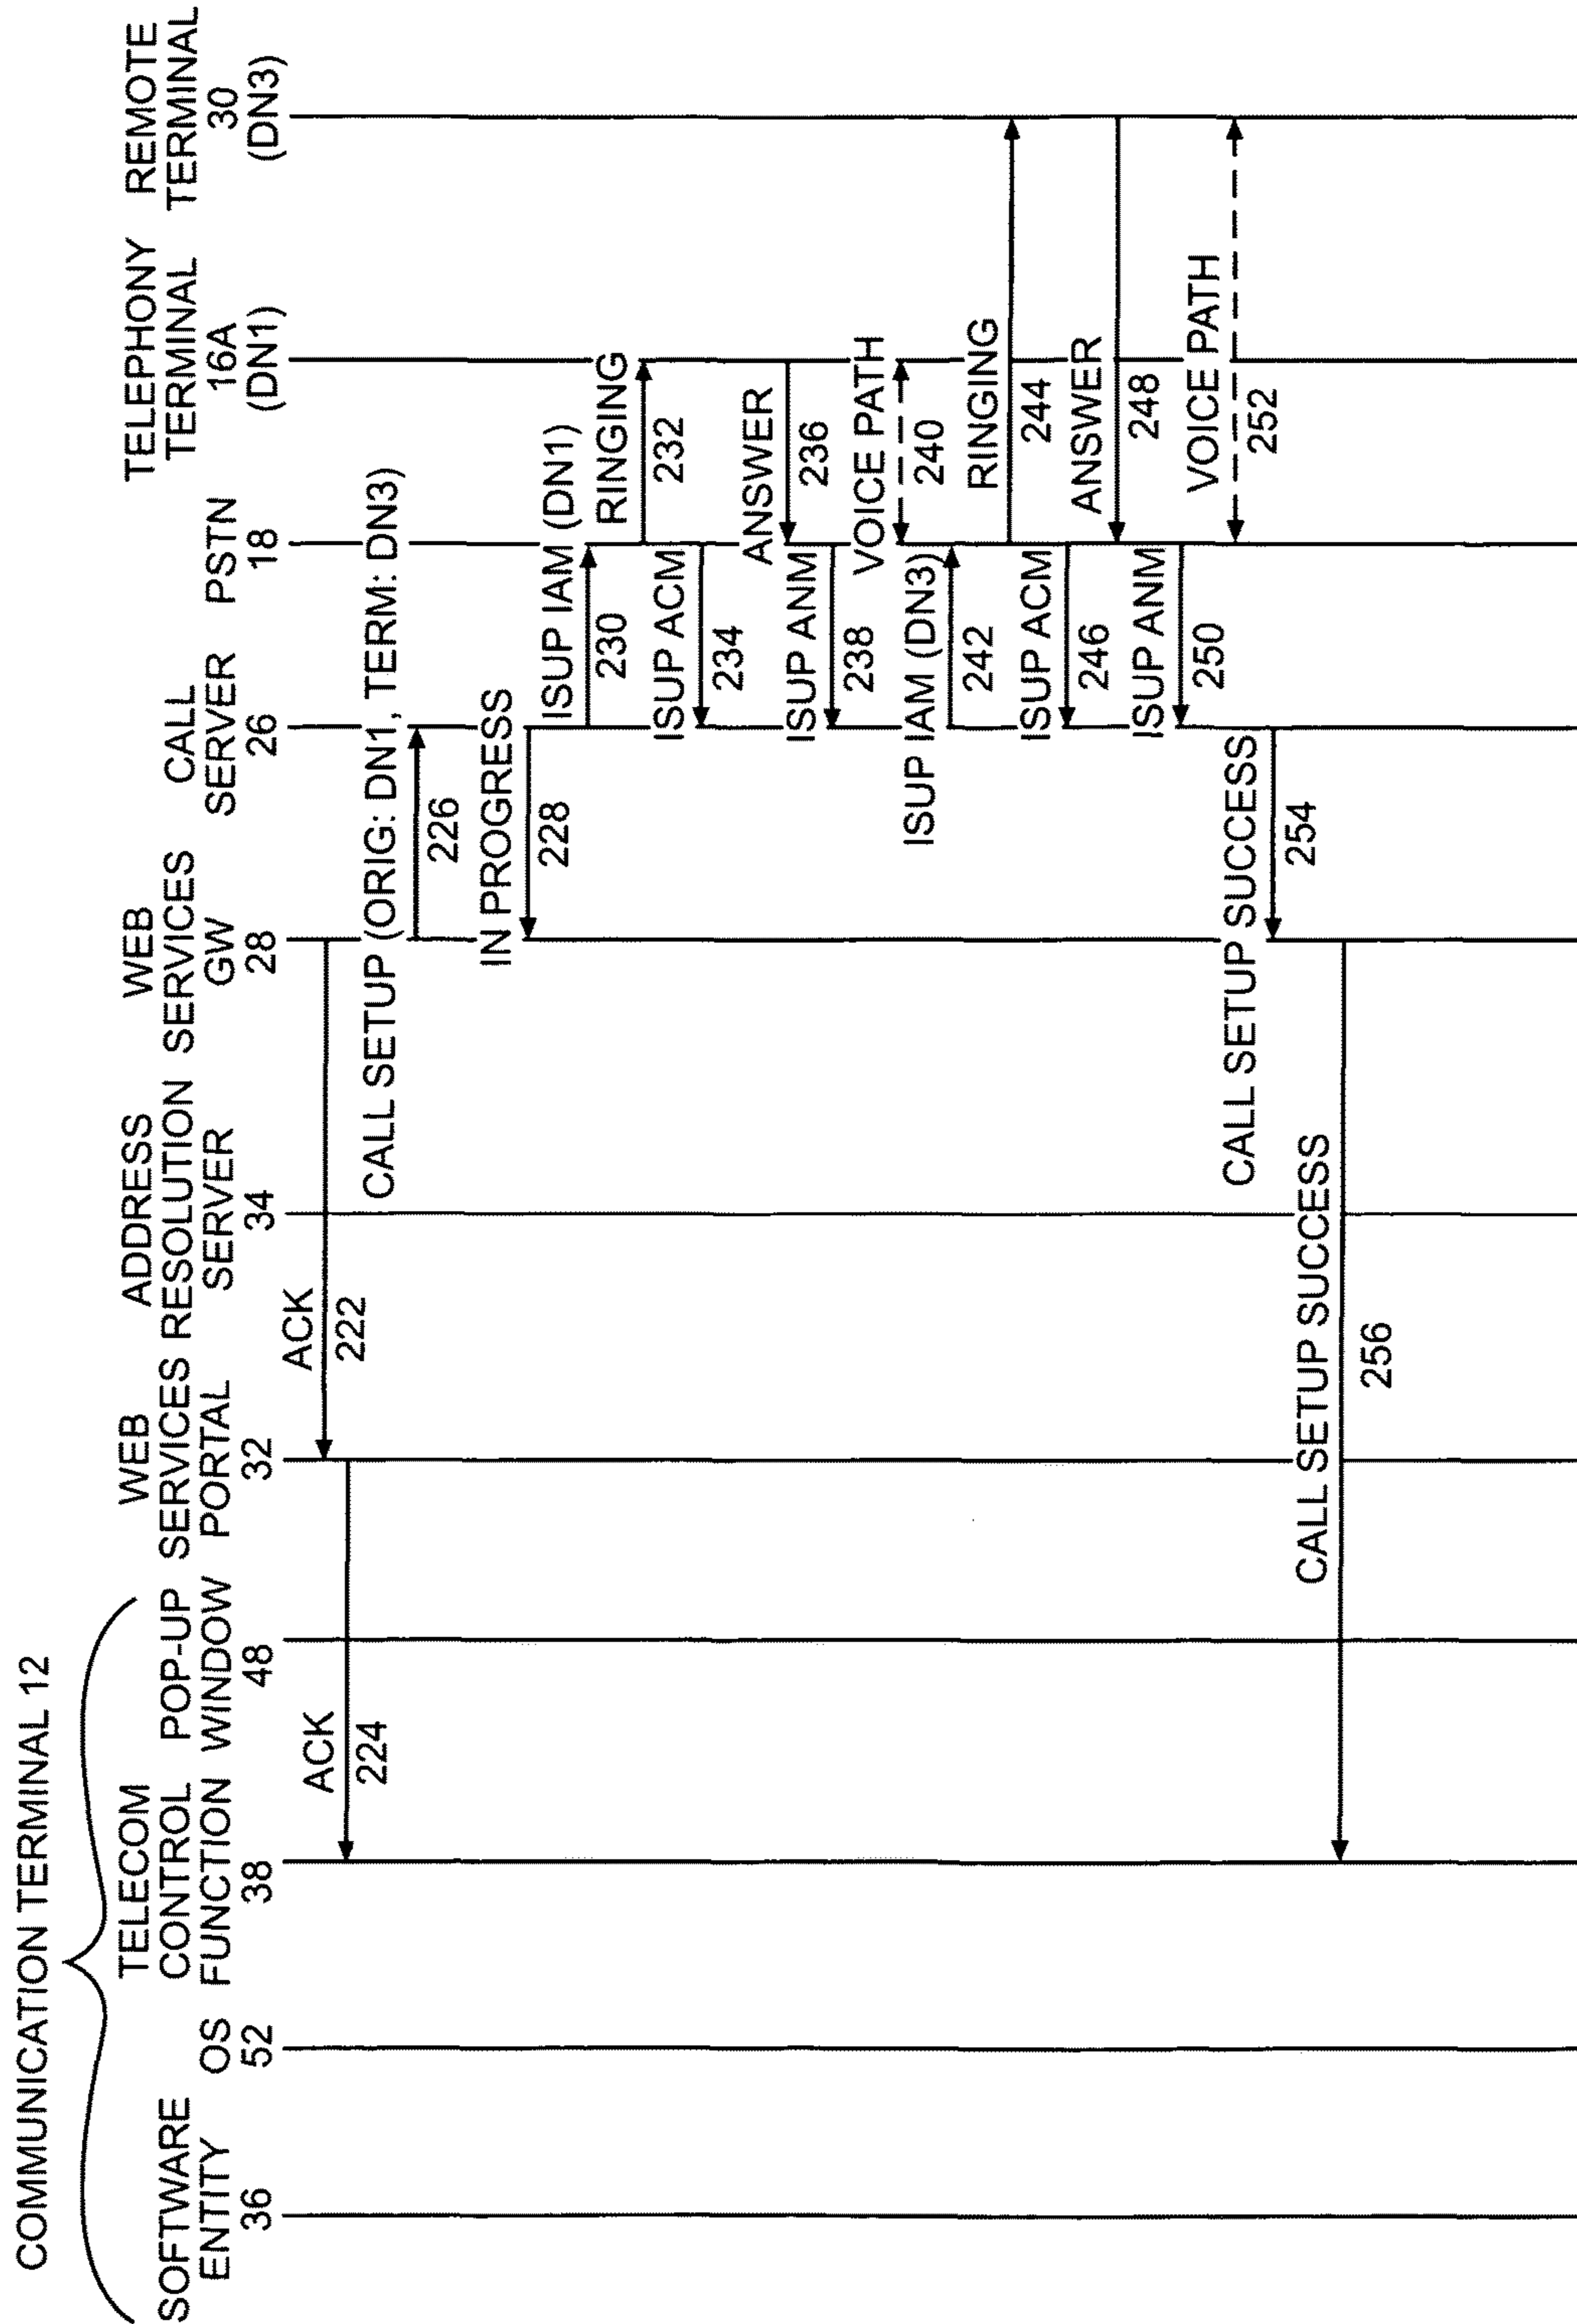 COMMUNICATION TERMINAL 12
SOFTWARE
ENTITY
36
OS
52
TELECOM
CONTROL
FUNCTION
38
POP-UP
WINDOW
48
WEB
SERVICES
PORTAL
32
ADDRESS
RESOLUTION
SERVER
34
WEB
SERVICES
GW
28
CALL
SERVER
26
PSTN
18
TELEPHONY
TERMINAL
16A
(DN1)
REMOTE
TERMINAL
30
(DN3)
ACK
222
ACK
224
CALL SETUP (ORIG: DN1, TERM: DN3)
226
IN PROGRESS
228
ISUP IAM (DN1)
230
RINGING
232
ISUP ACM
234
ANSWER
236
ISUP ANM
238
VOICE PATH
240
ISUP IAM (DN3)
242
RINGING
244
ISUP ACM
246
ANSWER
248
ISUP ANM
250
VOICE PATH
252
CALL SETUP SUCCESS
254
CALL SETUP SUCCESS
256